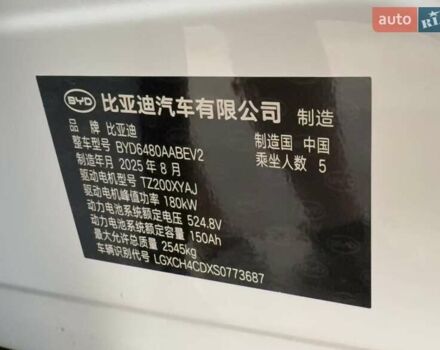 auto RIA
BYD 比亚迪汽车有限公司 制造
品 牌 比亚迪
整车型号 BYD6480AABEV2 制造国 中国
制造年月 2025 年 8 月 乘坐人数 5
驱动电机型号 TZ200XYAJ
驱动电机峰值功率 180kW
动力电池系统额定电压 524.8V
动力电池系统额定容量 150Ah
最大允许总质量 2545kg
车辆识别代号 LGXCH4CDXS0773687